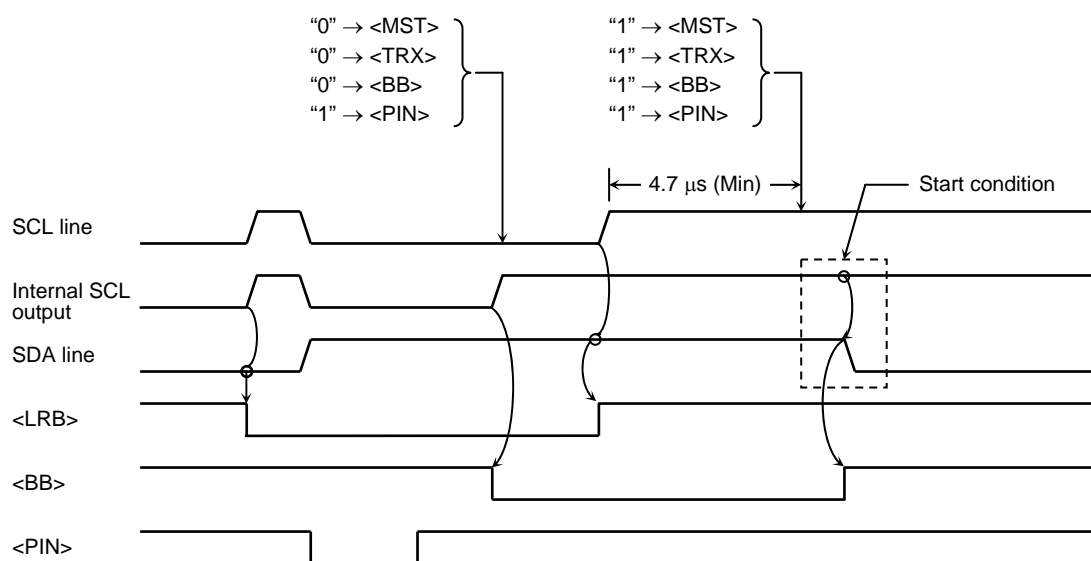 “0” → <MST>
“0” → <TRX>
“0” → <BB>
“1” → <PIN>
“1” → <MST>
“1” → <TRX>
“1” → <BB>
“1” → <PIN>
4.7 μs (Min)
Start condition
SCL line
Internal SCL
output
SDA line
<LRB>
<BB>
<PIN>